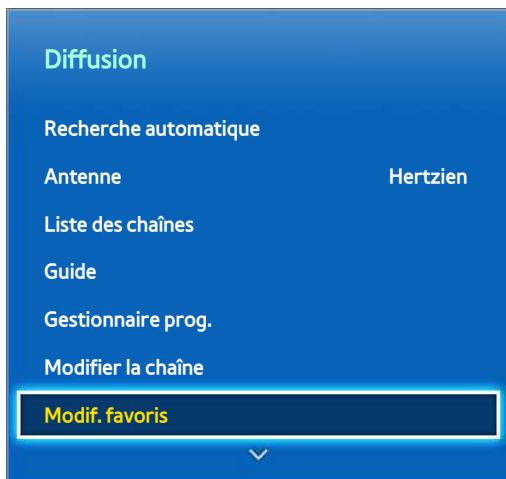 Diffusion
Recherche automatique
Antenne Hertzien
Liste des chaînes
Guide
Gestionnaire prog.
Modifier la chaîne
Modif. favoris